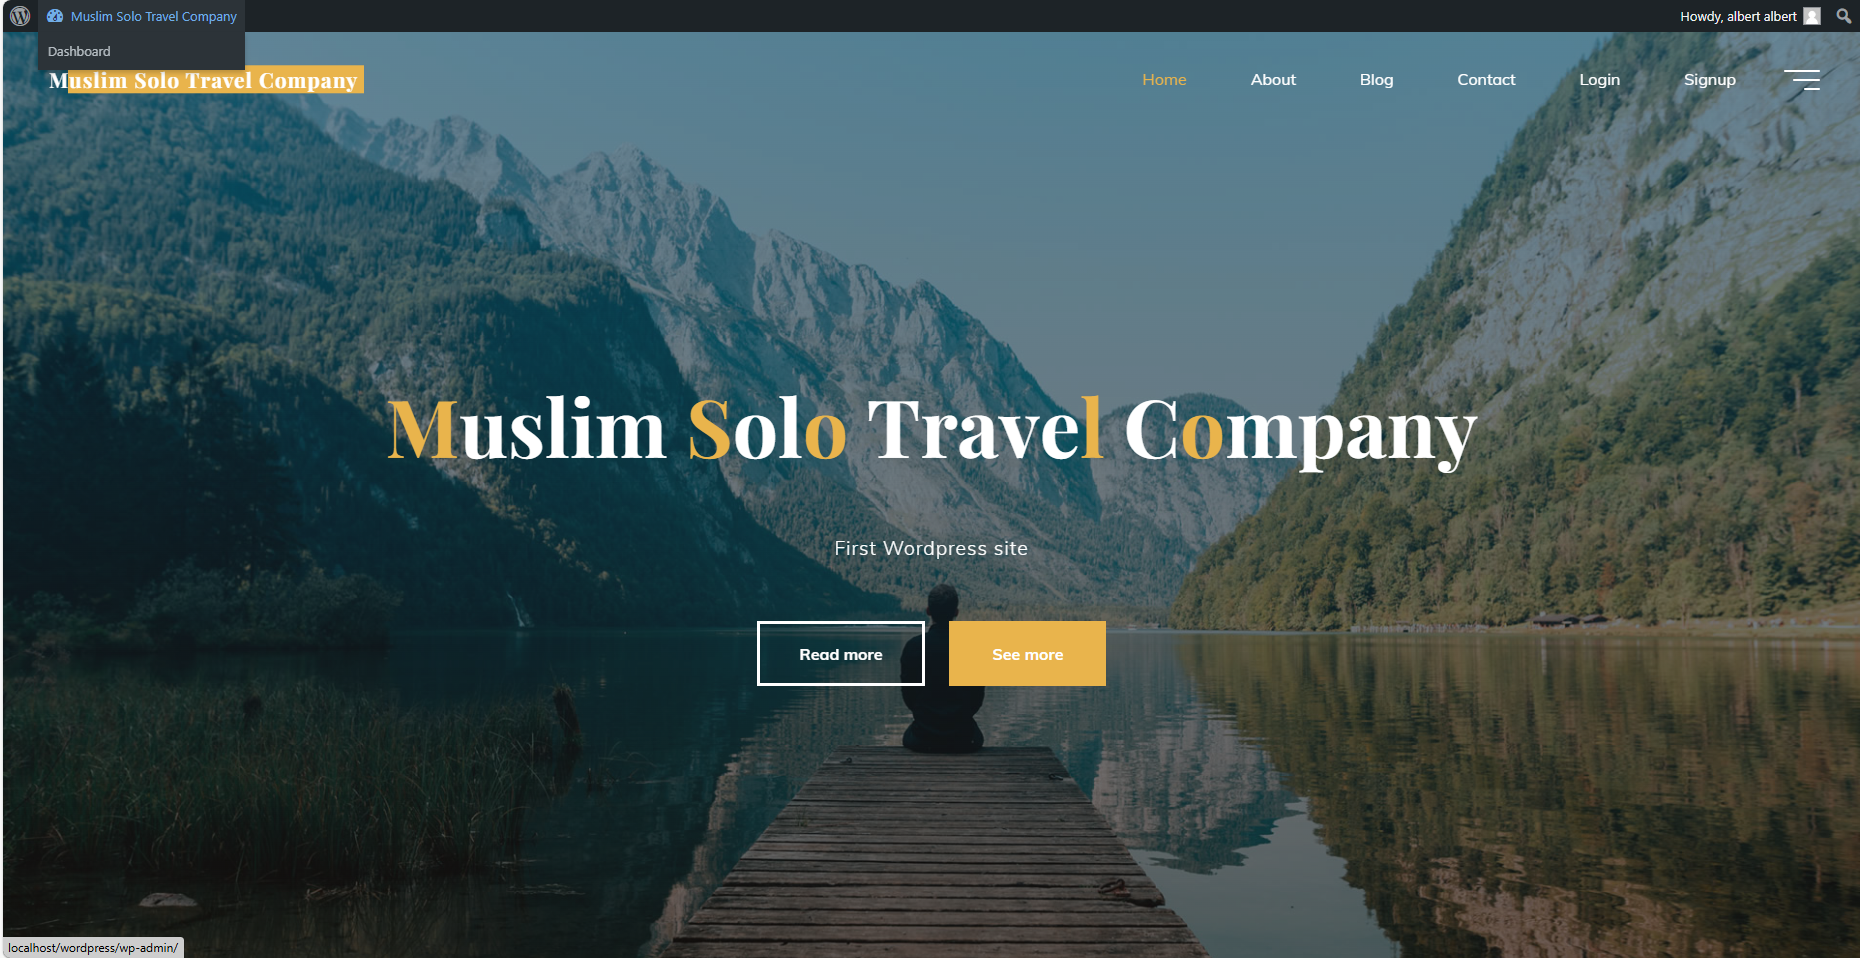 Muslim Solo Travel Company
Howdy, albert albert
Dashboard
Muslim Solo Travel Company
Home About Blog Contact Login Signup
Muslim Solo Travel Company
First Wordpress site
Read more See more
localhost/wordpress/wp-admin/